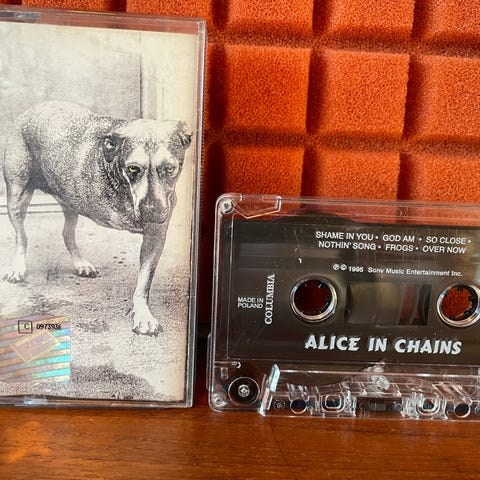 C 0973936
SHAME IN YOU • GOD AM • SO CLOSE •
NOTHIN' SONG • FROGS • OVER NOW
℗ © 1995 Sony Music Entertainment Inc.
MADE IN
POLAND
COLUMBIA
ALICE IN CHAINS